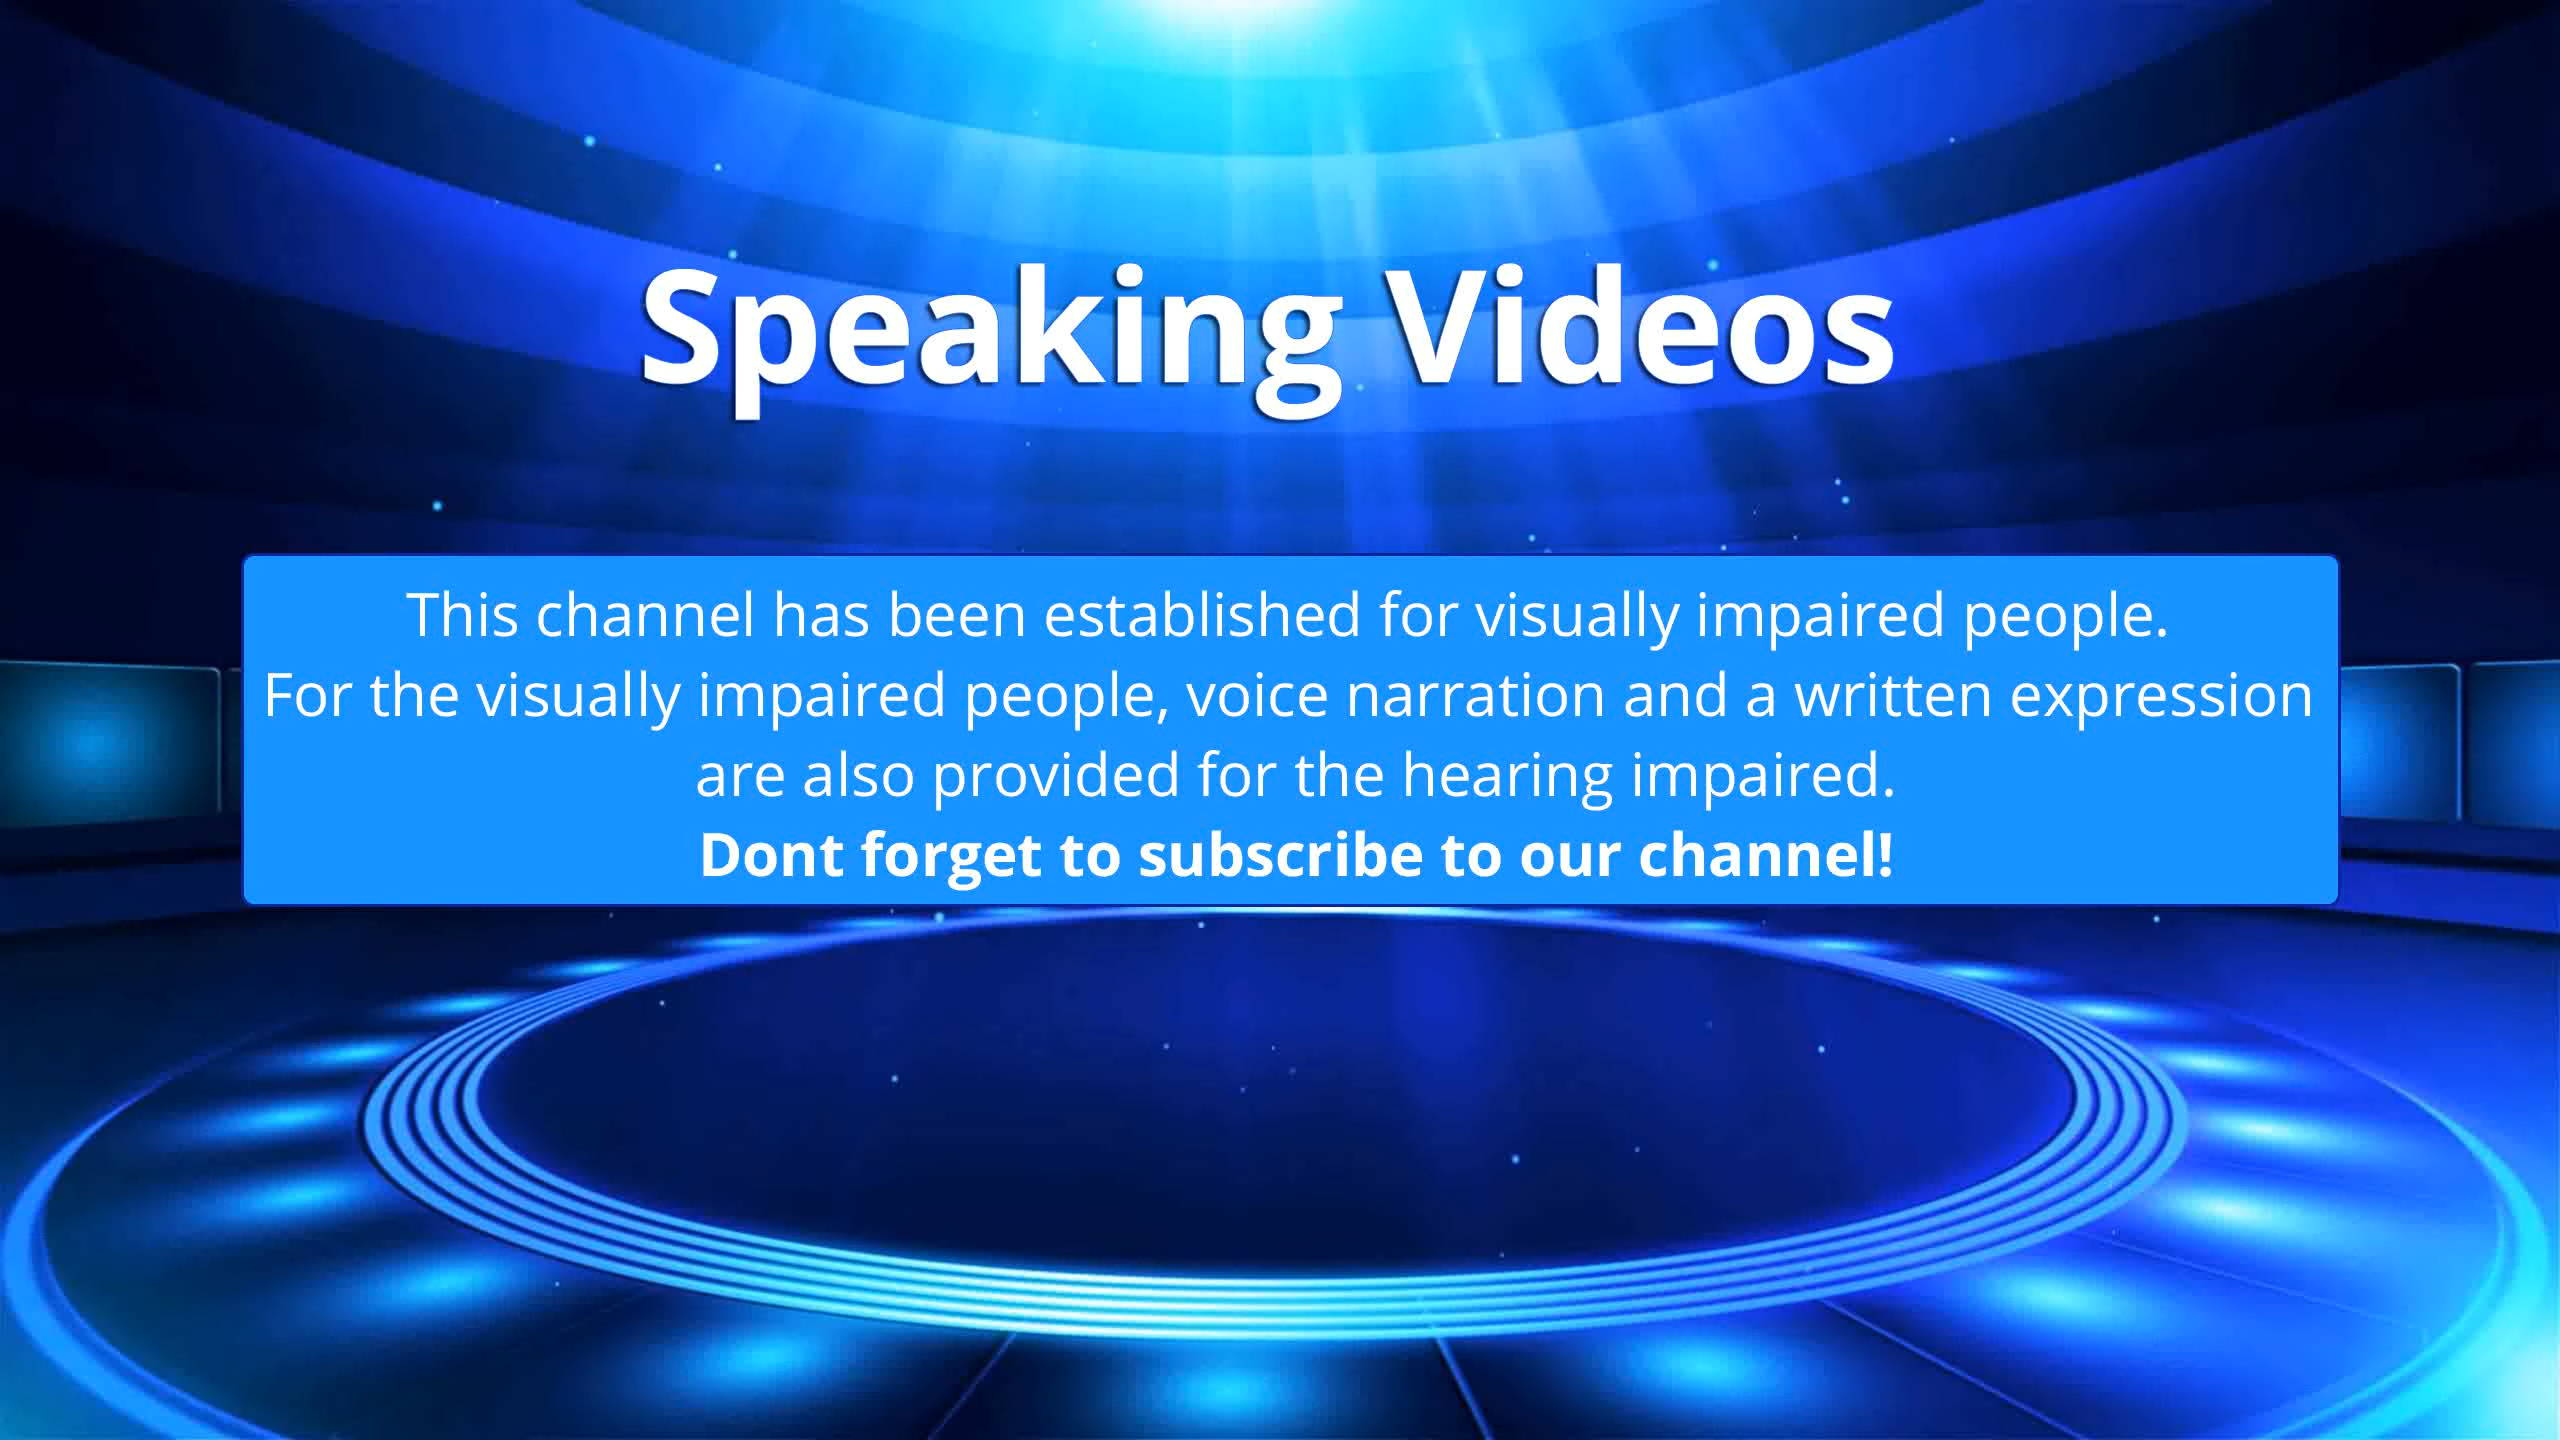 Speaking Videos
This channel has been established for visually impaired people.
For the visually impaired people, voice narration and a written expression
are also provided for the hearing impaired.
Dont forget to subscribe to our channel!